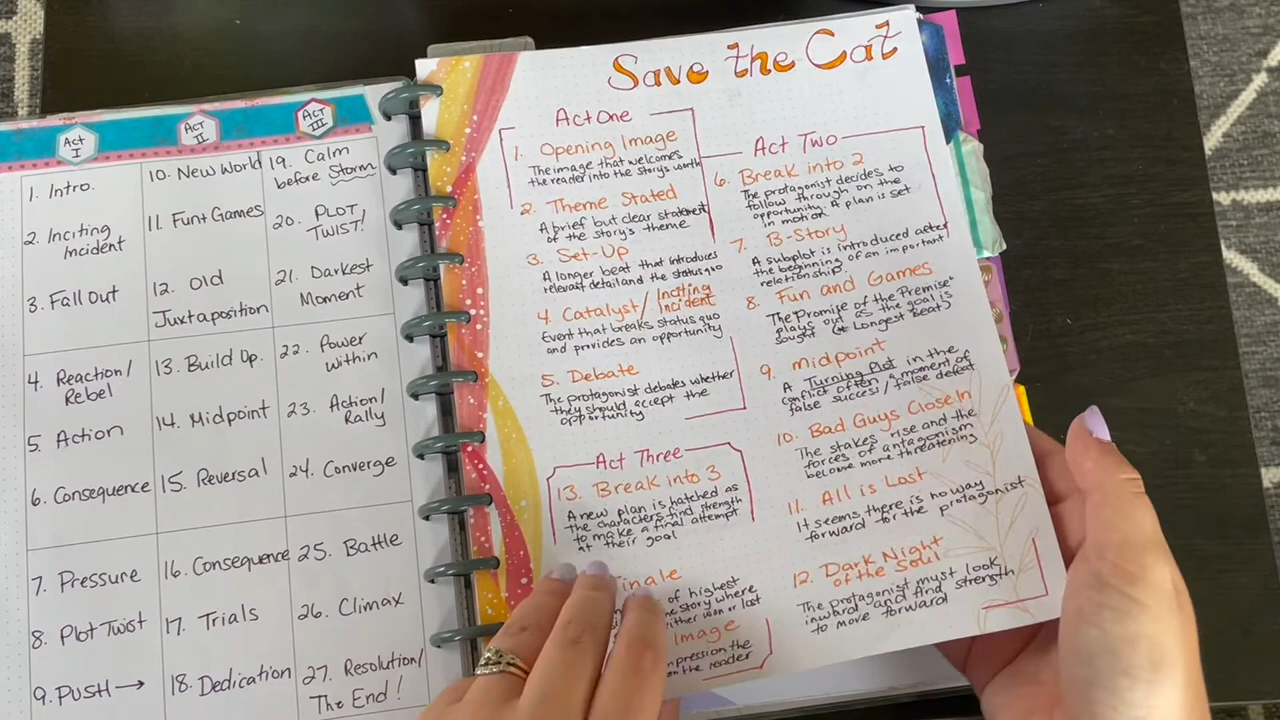 Act I
Act II
Act III
1. Intro.
2. Inciting
Incident
3. Fall Out
4. Reaction/
Rebel
5. Action
6. Consequence
7. Pressure
8. Plot Twist
9. PUSH →
10. New World
11. Fun + Games
12. Old
Juxtaposition
13. Build Up.
14. Midpoint
15. Reversal
16. Consequence
17. Trials
18. Dedication
19. Calm
before Storm
20. PLOT
TWIST!
21. Darkest
Moment
22. Power
within
23. Action/
Rally
24. Converge
25. Battle
26. Climax
27. Resolution/
The End!
Save the Cat
Act One
1. Opening Image
The image that welcomes
the reader into the story's worth
2. Theme Stated
A brief but clear statement
of the story's theme
3. Set-Up
A longer beat that introduces
relevant detail and the status quo
4. Catalyst/ Inciting
Incident
Event that breaks status quo
and provides an opportunity
5. Debate
The protagonist debates whether
they should accept the
opportunity
Act Two
6. Break into 2
The protagonist decides to
follow through on the
opportunity. A plan is set
in motion
7. B-Story
A subplot is introduced after
the beginning of an important
relationship
8. Fun and Games
The "Promise of the Premise"
plays out as the goal is
sought (* Longest Beat)
9. midpoint
A Turning Plot in the
conflict often a moment of
false success/ false defeat
10. Bad Guys Close In
The stakes rise and the
forces of antagonism
become more threatening
11. All is Lost
It seems there is no way
forward for the protagonist
12. Dark Night
of the Soul
The protagonist must look
inward and find strength
to move forward
Act Three
13. Break into 3
A new plan is hatched as
the characters find strength
to make a final attempt
at their goal
inale
of highest
story where
either won or lost
Image
mpression the
on the reader